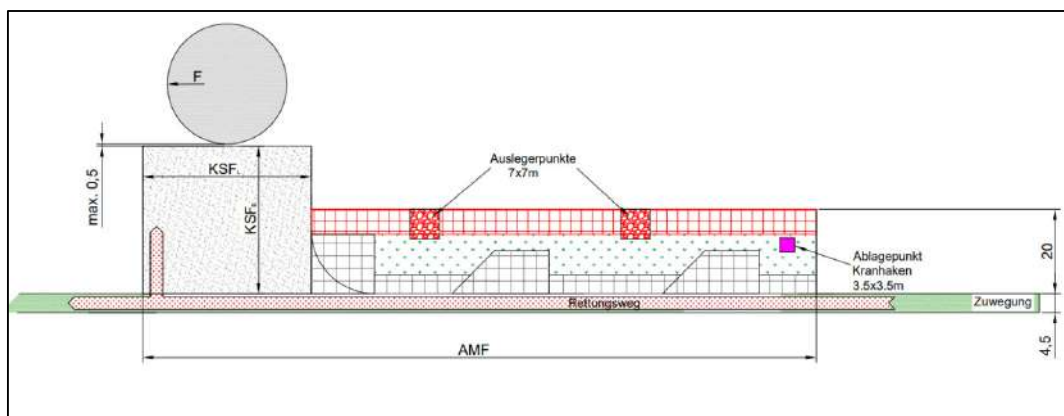 F
max. 0,5
KSF
KSF
Auslegerpunkte
7x7m
Ablagepunkt
Kranhaken
3.5x3.5m
20
Rettungsweg
Zuwegung
4,5
AMF